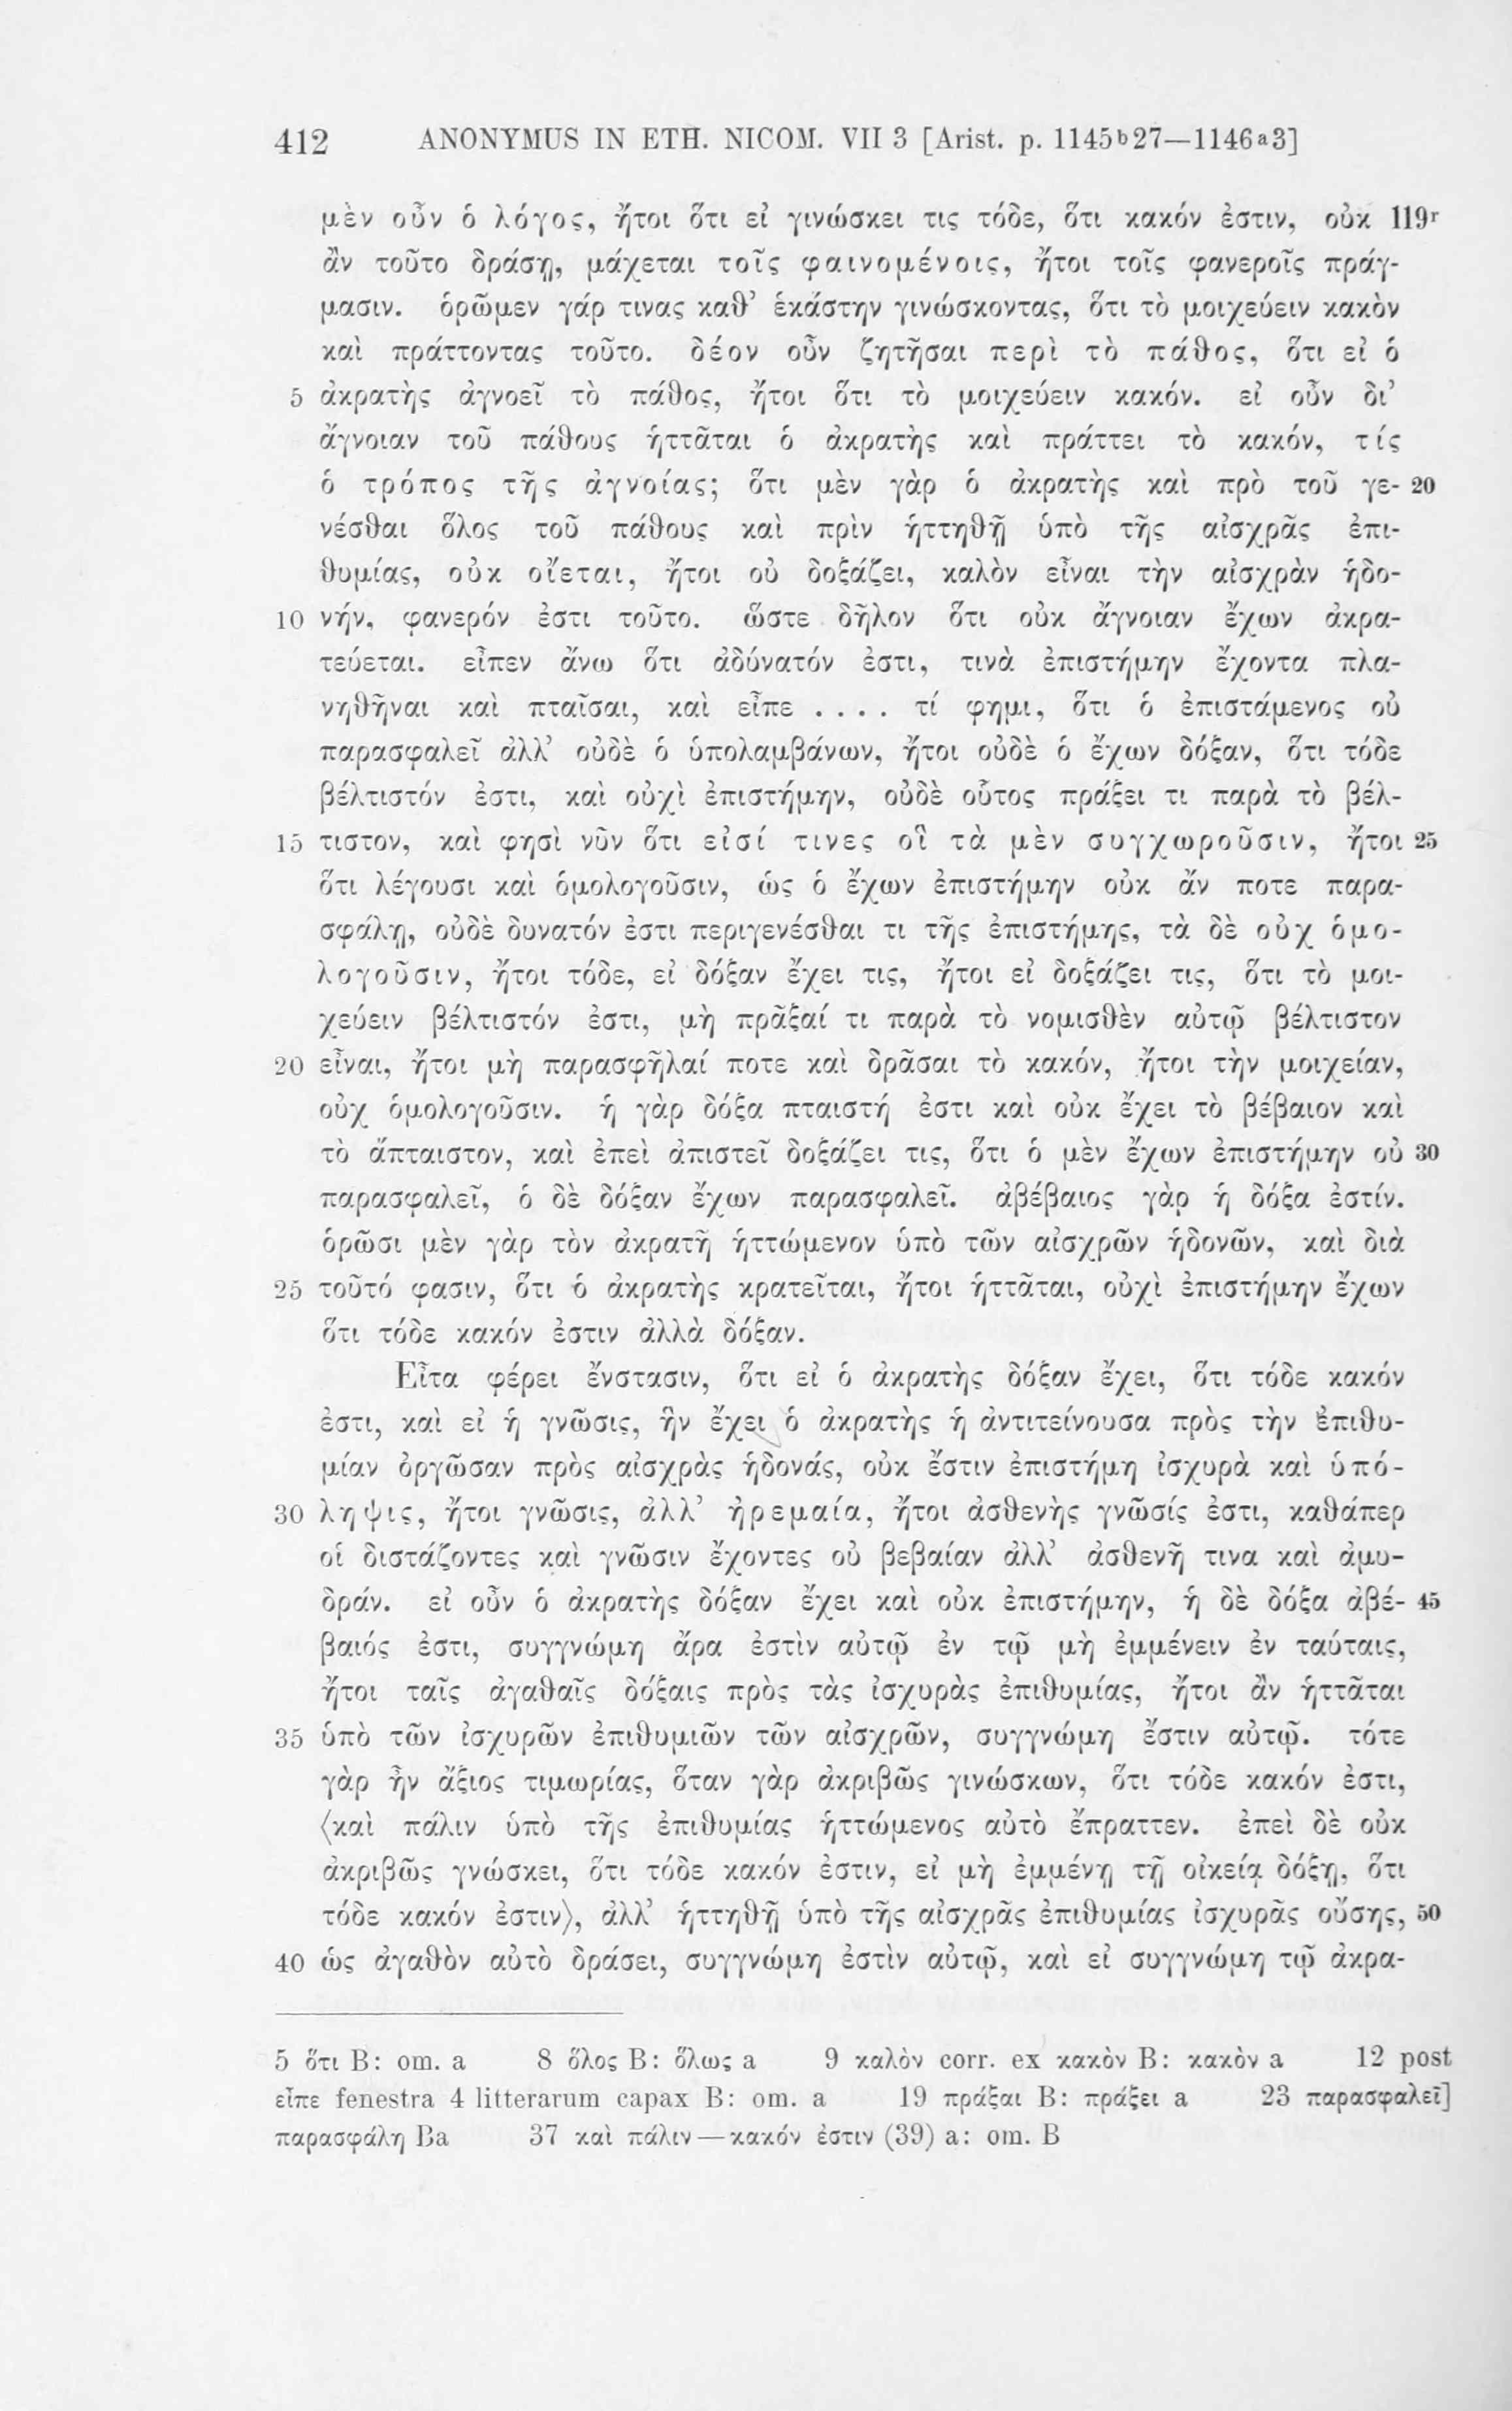 412 ANONYMUS IN ETH. NICOM. VII 3 [Arist. p. 1145b27—1146a3]
μὲν οὖν ὁ λόγος, ἤτοι ὅτι εἰ γινώσκει τις τόδε, ὅτι κακόν ἐστιν, οὐκ 119r
ἂν τοῦτο δράσῃ, μάχεται τοῖς φαινομένοις, ἤτοι τοῖς φανεροῖς πράγ-
μασιν. ὁρῶμεν γάρ τινας καθ’ ἑκάστην γινώσκοντας, ὅτι τὸ μοιχεύειν κακὸν
καὶ πράττοντας τοῦτο. δέον οὖν ζητῆσαι περὶ τὸ πάθος, ὅτι εἰ ὁ
5 ἀκρατὴς ἀγνοεῖ τὸ πάθος, ἤτοι ὅτι τὸ μοιχεύειν κακόν. εἰ οὖν δι’
ἄγνοιαν τοῦ πάθους ἡττᾶται ὁ ἀκρατὴς καὶ πράττει τὸ κακόν, τίς
ὁ τρόπος τῆς ἀγνοίας; ὅτι μὲν γὰρ ὁ ἀκρατὴς καὶ πρὸ τοῦ γε- 20
νέσθαι ὅλος τοῦ πάθους καὶ πρὶν ἡττηθῇ ὑπὸ τῆς αἰσχρᾶς ἐπι-
θυμίας, οὐκ οἴεται, ἤτοι οὐ δοξάζει, καλὸν εἶναι τὴν αἰσχρὰν ἡδο-
10 νήν, φανερόν ἐστι τοῦτο. ὥστε δῆλον ὅτι οὐκ ἄγνοιαν ἔχων ἀκρα-
τεύεται. εἶπεν ἄνω ὅτι ἀδύνατόν ἐστι, τινὰ ἐπιστήμην ἔχοντα πλα-
νηθῆναι καὶ πταῖσαι, καὶ εἶπε .... τί φημι, ὅτι ὁ ἐπιστάμενος οὐ
παρασφαλεῖ ἀλλ’ οὐδὲ ὁ ὑπολαμβάνων, ἤτοι οὐδὲ ὁ ἔχων δόξαν, ὅτι τόδε
βέλτιστόν ἐστι, καὶ οὐχὶ ἐπιστήμην, οὐδὲ οὗτος πράξει τι παρὰ τὸ βέλ-
15 τιστον, καὶ φησὶ νῦν ὅτι εἰσί τινες οἳ τὰ μὲν συγχωροῦσιν, ἤτοι 25
ὅτι λέγουσι καὶ ὁμολογοῦσιν, ὡς ὁ ἔχων ἐπιστήμην οὐκ ἄν ποτε παρα-
σφάλῃ, οὐδὲ δυνατόν ἐστι περιγενέσθαι τι τῆς ἐπιστήμης, τὰ δὲ οὐχ ὁμο-
λογοῦσιν, ἤτοι τόδε, εἰ δόξαν ἔχει τις, ἤτοι εἰ δοξάζει τις, ὅτι τὸ μοι-
χεύειν βέλτιστόν ἐστι, μὴ πρᾶξαί τι παρὰ τὸ νομισθὲν αὐτῷ βέλτιστον
20 εἶναι, ἤτοι μὴ παρασφῆλαί ποτε καὶ δρᾶσαι τὸ κακόν, ἤτοι τὴν μοιχείαν,
οὐχ ὁμολογοῦσιν. ἡ γὰρ δόξα πταιστή ἐστι καὶ οὐκ ἔχει τὸ βέβαιον καὶ
τὸ ἄπταιστον, καὶ ἐπεὶ ἀπιστεῖ δοξάζει τις, ὅτι ὁ μὲν ἔχων ἐπιστήμην οὐ 30
παρασφαλεῖ, ὁ δὲ δόξαν ἔχων παρασφαλεῖ. ἀβέβαιος γὰρ ἡ δόξα ἐστίν.
ὁρῶσι μὲν γὰρ τὸν ἀκρατῆ ἡττώμενον ὑπὸ τῶν αἰσχρῶν ἡδονῶν, καὶ διὰ
25 τοῦτό φασιν, ὅτι ὁ ἀκρατὴς κρατεῖται, ἤτοι ἡττᾶται, οὐχὶ ἐπιστήμην ἔχων
ὅτι τόδε κακόν ἐστιν ἀλλὰ δόξαν.
Εἶτα φέρει ἔνστασιν, ὅτι εἰ ὁ ἀκρατὴς δόξαν ἔχει, ὅτι τόδε κακόν
ἐστι, καὶ εἰ ἡ γνῶσις, ἣν ἔχει ὁ ἀκρατὴς ἡ ἀντιτείνουσα πρὸς τὴν ἐπιθυ-
μίαν ὀργῶσαν πρὸς αἰσχρὰς ἡδονάς, οὐκ ἔστιν ἐπιστήμη ἰσχυρὰ καὶ ὑπό-
30 ληψις, ἤτοι γνῶσις, ἀλλ’ ἠρεμαία, ἤτοι ἀσθενὴς γνῶσίς ἐστι, καθάπερ
οἱ διστάζοντες καὶ γνῶσιν ἔχοντες οὐ βεβαίαν ἀλλ’ ἀσθενῆ τινα καὶ ἀμυ-
δράν. εἰ οὖν ὁ ἀκρατὴς δόξαν ἔχει καὶ οὐκ ἐπιστήμην, ἡ δὲ δόξα ἀβέ- 45
βαιός ἐστι, συγγνώμη ἄρα ἐστὶν αὐτῷ ἐν τῷ μὴ ἐμμένειν ἐν ταύταις,
ἤτοι ταῖς ἀγαθαῖς δόξαις πρὸς τὰς ἰσχυρὰς ἐπιθυμίας, ἤτοι ἂν ἡττᾶται
35 ὑπὸ τῶν ἰσχυρῶν ἐπιθυμιῶν τῶν αἰσχρῶν, συγγνώμη ἔστιν αὐτῷ. τότε
γὰρ ἦν ἄξιος τιμωρίας, ὅταν γὰρ ἀκριβῶς γινώσκων, ὅτι τόδε κακόν ἐστι,
⟨καὶ πάλιν ὑπὸ τῆς ἐπιθυμίας ἡττώμενος αὐτὸ ἔπραττεν. ἐπεὶ δὲ οὐκ
ἀκριβῶς γνώσκει, ὅτι τόδε κακόν ἐστιν, εἰ μὴ ἐμμένῃ τῇ οἰκείᾳ δόξῃ, ὅτι
τόδε κακόν ἐστιν⟩, ἀλλ’ ἡττηθῇ ὑπὸ τῆς αἰσχρᾶς ἐπιθυμίας ἰσχυρᾶς οὔσης, 50
40 ὡς ἀγαθὸν αὐτὸ δράσει, συγγνώμη ἐστὶν αὐτῷ, καὶ εἰ συγγνώμη τῷ ἀκρα-
5 ὅτι B: om. a 8 ὅλος B: ὅλως a 9 καλὸν corr. ex κακὸν B: κακὸν a 12 post
εἶπε fenestra 4 litterarum capax B: om. a 19 πρᾶξαι B: πράξει a 23 παρασφαλεῖ]
παρασφάλη Ba 37 καὶ πάλιν — κακόν ἐστιν (39) a: om. B